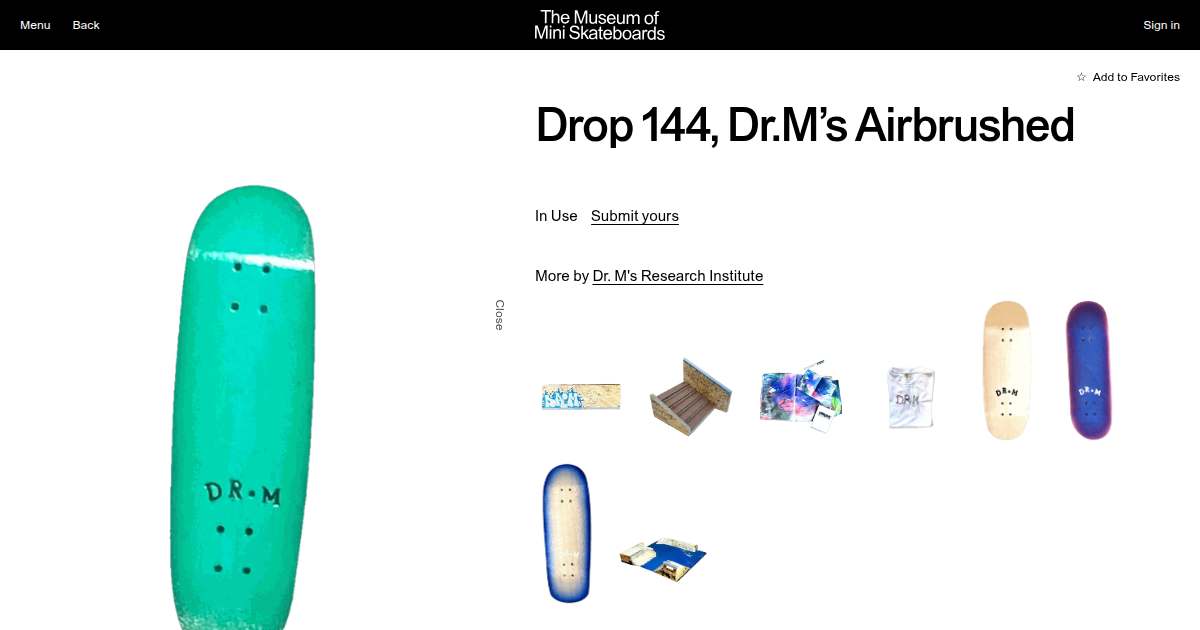 Menu
Back
The Museum of
Mini Skateboards
Sign in
☆ Add to Favorites
Drop 144, Dr.M’s Airbrushed
In Use Submit yours
More by Dr. M's Research Institute
Close
DR•M
DR•M
DR•M
DRM